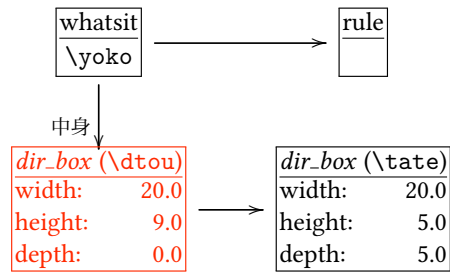 whatsit
\yoko
rule
中身
dir_box (\dtou)
width: 20.0
height: 9.0
depth: 0.0
dir_box (\tate)
width: 20.0
height: 5.0
depth: 5.0